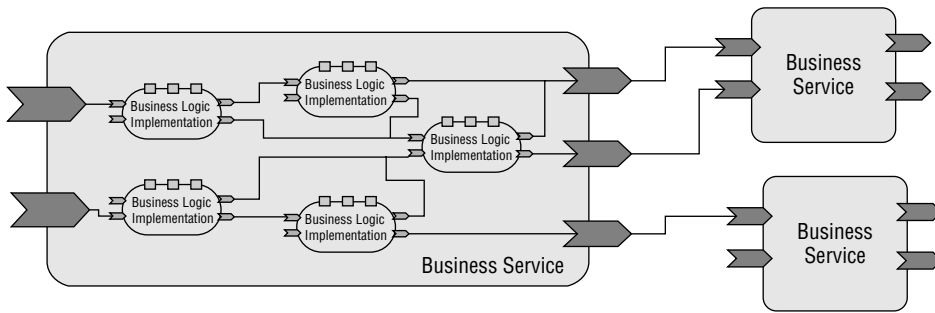 Business Logic
Implementation
Business Logic
Implementation
Business Logic
Implementation
Business Logic
Implementation
Business Logic
Implementation
Business Service
Business
Service
Business
Service